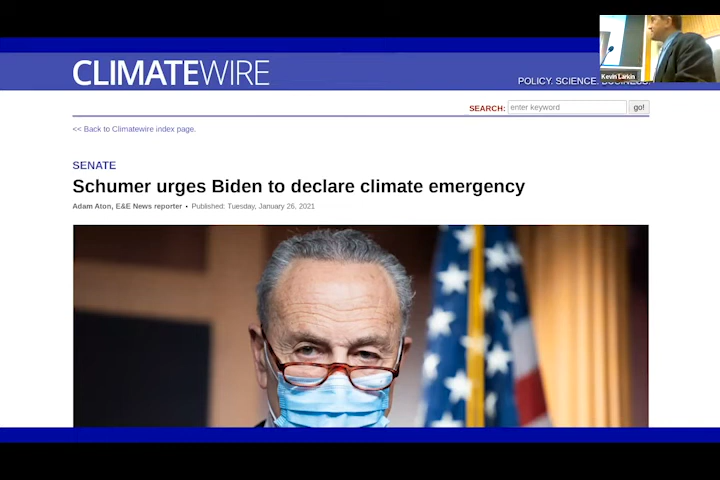 CLIMATEWIRE
POLICY. SCIENCE. BUSINESS.
Kevin Larkin
SEARCH: enter keyword go!
<< Back to Climatewire index page.
SENATE
Schumer urges Biden to declare climate emergency
Adam Aton, E&E News reporter • Published: Tuesday, January 26, 2021